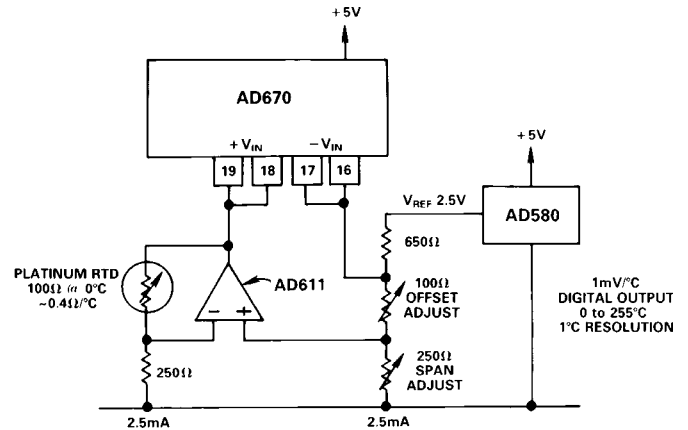 +5V
AD670
+VIN
−VIN
19
18
17
16
+5V
VREF 2.5V
AD580
650Ω
PLATINUM RTD
100Ω @ 0°C
~0.4Ω/°C
AD611
100Ω
OFFSET
ADJUST
1mV/°C
DIGITAL OUTPUT
0 to 255°C
1°C RESOLUTION
−
+
250Ω
250Ω
SPAN
ADJUST
2.5mA
2.5mA